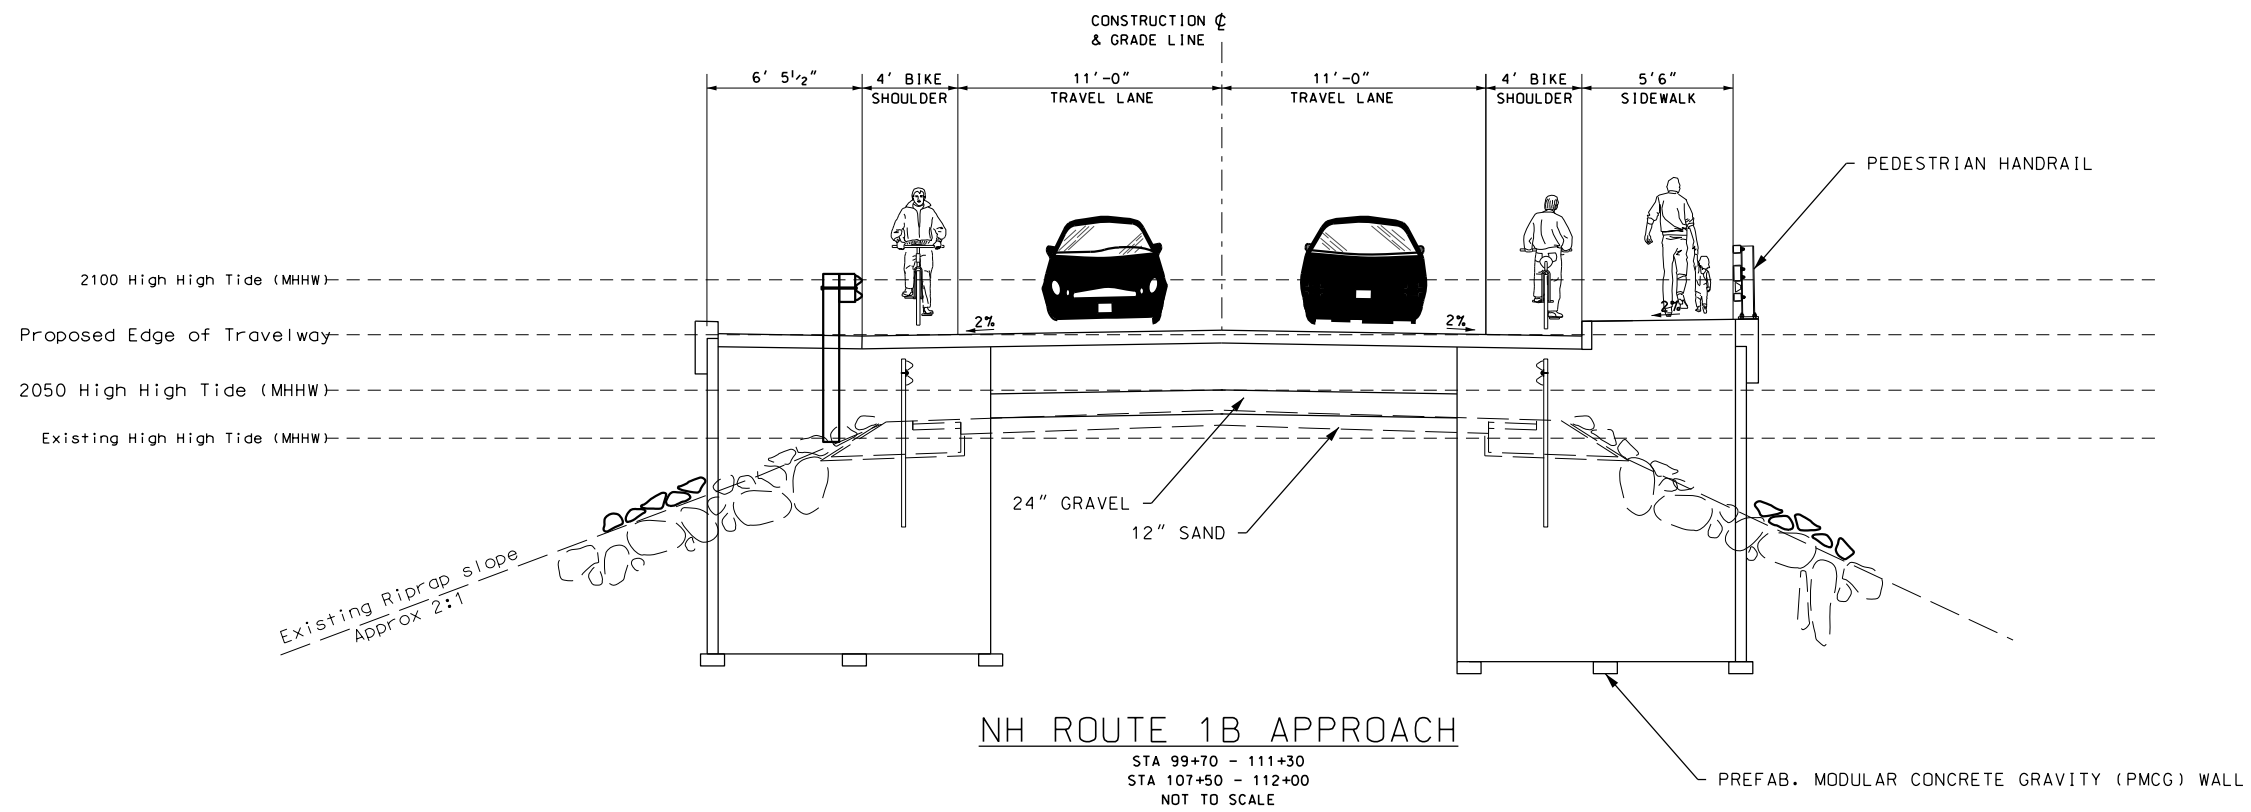 CONSTRUCTION ℄
& GRADE LINE
6' 5½"
4' BIKE
SHOULDER
11'-0"
TRAVEL LANE
11'-0"
TRAVEL LANE
4' BIKE
SHOULDER
5'6"
SIDEWALK
PEDESTRIAN HANDRAIL
2100 High High Tide (MHHW)
2%
2%
2%
Proposed Edge of Travelway
2050 High High Tide (MHHW)
Existing High High Tide (MHHW)
24" GRAVEL
12" SAND
Existing Riprap slope
Approx 2:1
NH ROUTE 1B APPROACH
STA 99+70 - 111+30
STA 107+50 - 112+00
NOT TO SCALE
PREFAB. MODULAR CONCRETE GRAVITY (PMCG) WALL